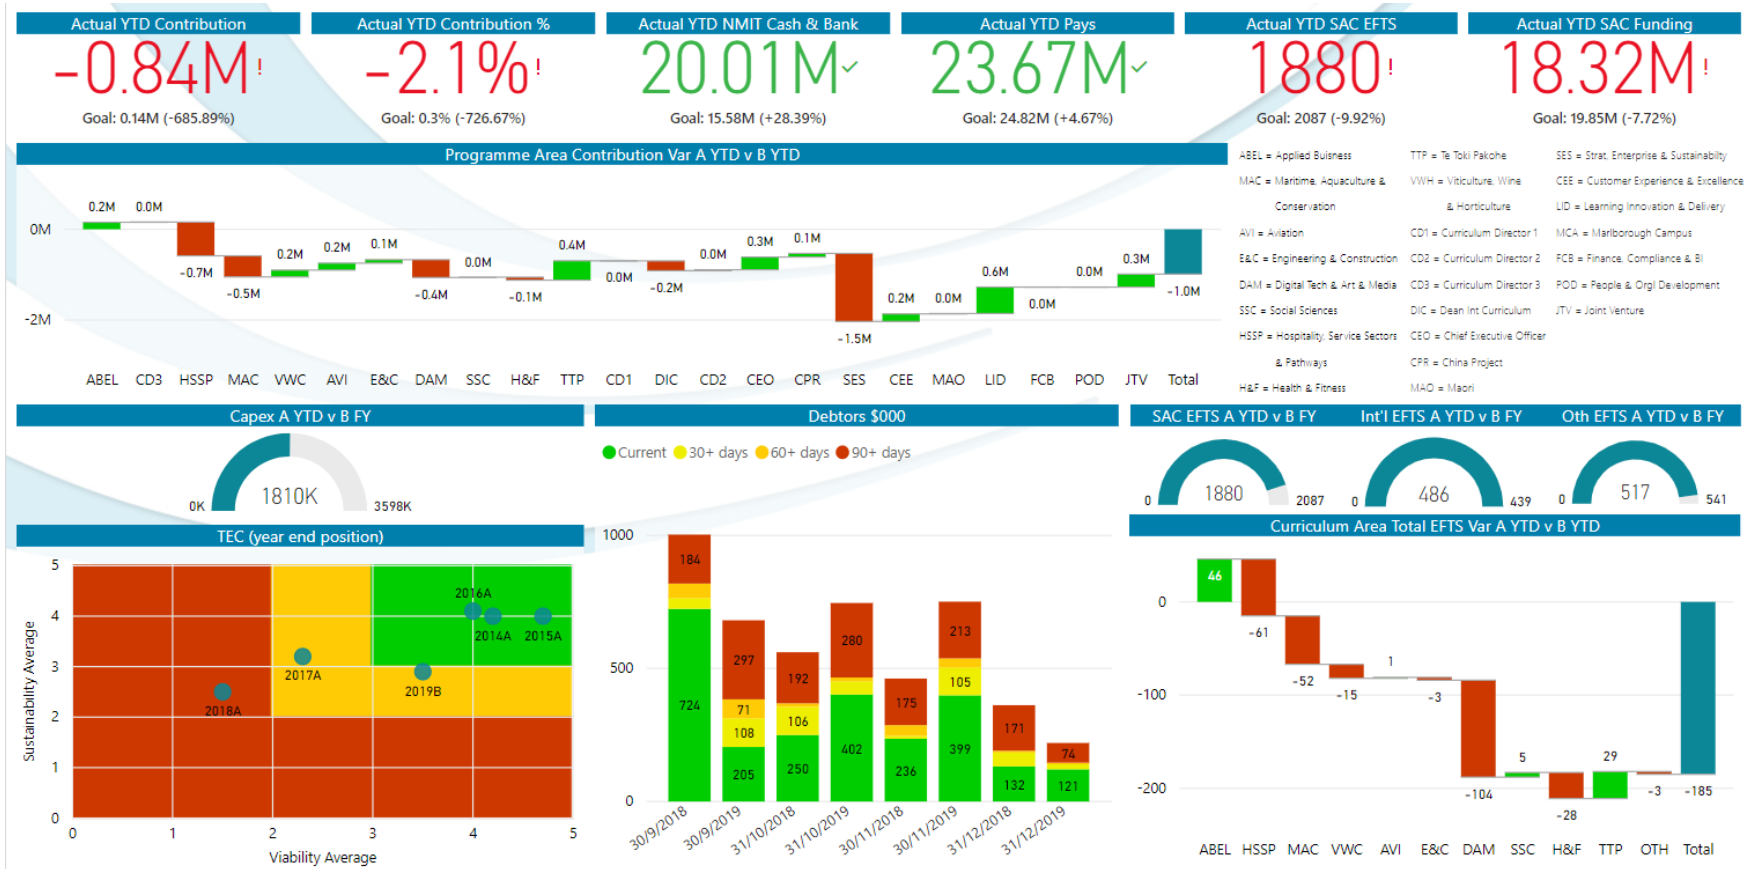 Actual YTD Contribution
-0.84M!
Goal: 0.14M (-685.89%)
Actual YTD Contribution %
-2.1%!
Goal: 0.3% (-726.67%)
Actual YTD NMIT Cash & Bank
20.01M✓
Goal: 15.58M (+28.39%)
Actual YTD Pays
23.67M✓
Goal: 24.82M (+4.67%)
Actual YTD SAC EFTS
1880!
Goal: 2087 (-9.92%)
Actual YTD SAC Funding
18.32M!
Goal: 19.85M (-7.72%)
Programme Area Contribution Var A YTD v B YTD
0M
-2M
0.2M 0.0M -0.7M -0.5M 0.2M 0.2M 0.1M -0.4M 0.0M -0.1M 0.4M 0.0M -0.2M 0.0M 0.3M 0.1M -1.5M 0.2M 0.0M 0.6M 0.0M 0.0M 0.3M -1.0M
ABEL CD3 HSSP MAC VWC AVI E&C DAM SSC H&F TTP CD1 DIC CD2 CEO CPR SES CEE MAO LID FCB POD JTV Total
ABEL = Applied Buisness
MAC = Maritime, Aquaculture &
Conservation
AVI = Aviation
E&C = Engineering & Construction
DAM = Digital Tech & Art & Media
SSC = Social Sciences
HSSP = Hospitality, Service Sectors
& Pathways
H&F = Health & Fitness
TTP = Te Toki Pakohe
VWH = Viticulture, Wine
& Horticulture
CD1 = Curriculum Director 1
CD2 = Curriculum Director 2
CD3 = Curriculum Director 3
DIC = Dean Int Curriculum
CEO = Chief Executive Officer
CPR = China Project
MAO = Maori
SES = Strat, Enterprise & Sustainabilty
CEE = Customer Experience & Excellence
LID = Learning Innovation & Delivery
MCA = Marlborough Campus
FCB = Finance, Compliance & BI
POD = People & Orgl Development
JTV = Joint Venture
Capex A YTD v B FY
0K
1810K
3598K
TEC (year end position)
Sustainability Average
5
4
3
2
1
0
2016A
2014A 2015A
2017A
2019B
2018A
0 1 2 3 4 5
Viability Average
Debtors $000
Current 30+ days 60+ days 90+ days
1000
500
0
184
724
297
71
108
205
192
106
250
280
402
175
236
213
105
399
171
132
74
121
30/9/2018 30/9/2019 31/10/2018 31/10/2019 30/11/2018 30/11/2019 31/12/2018 31/12/2019
SAC EFTS A YTD v B FY
0
1880
2087
Int'l EFTS A YTD v B FY
0
486
439
Oth EFTS A YTD v B FY
0
517
541
Curriculum Area Total EFTS Var A YTD v B YTD
0
-100
-200
46 -61 -52 -15 1 -3 -104 5 -28 29 -3 -185
ABEL HSSP MAC VWC AVI E&C DAM SSC H&F TTP OTH Total